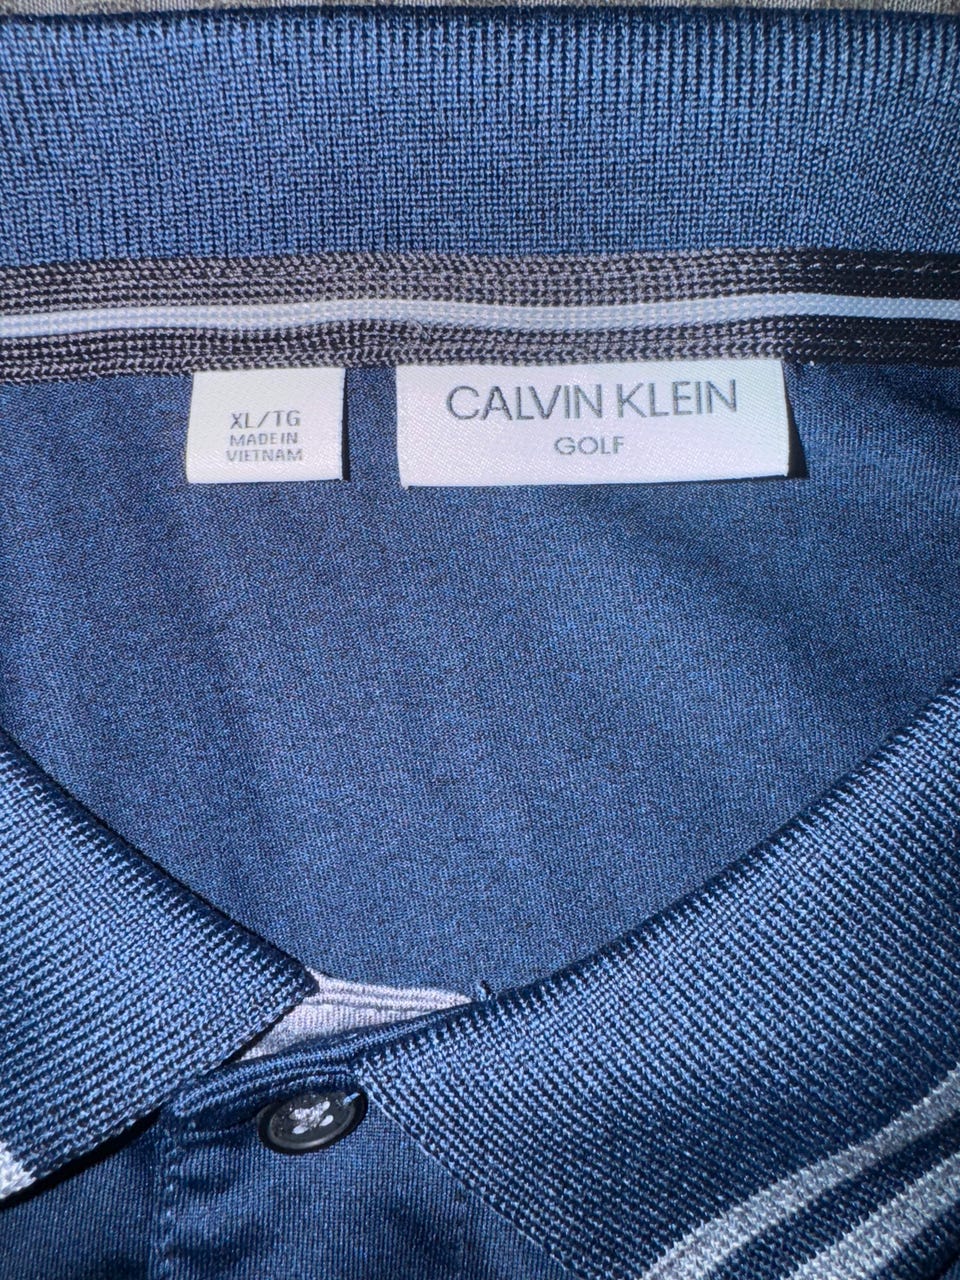 XL/TG
MADE IN
VIETNAM
CALVIN KLEIN
GOLF